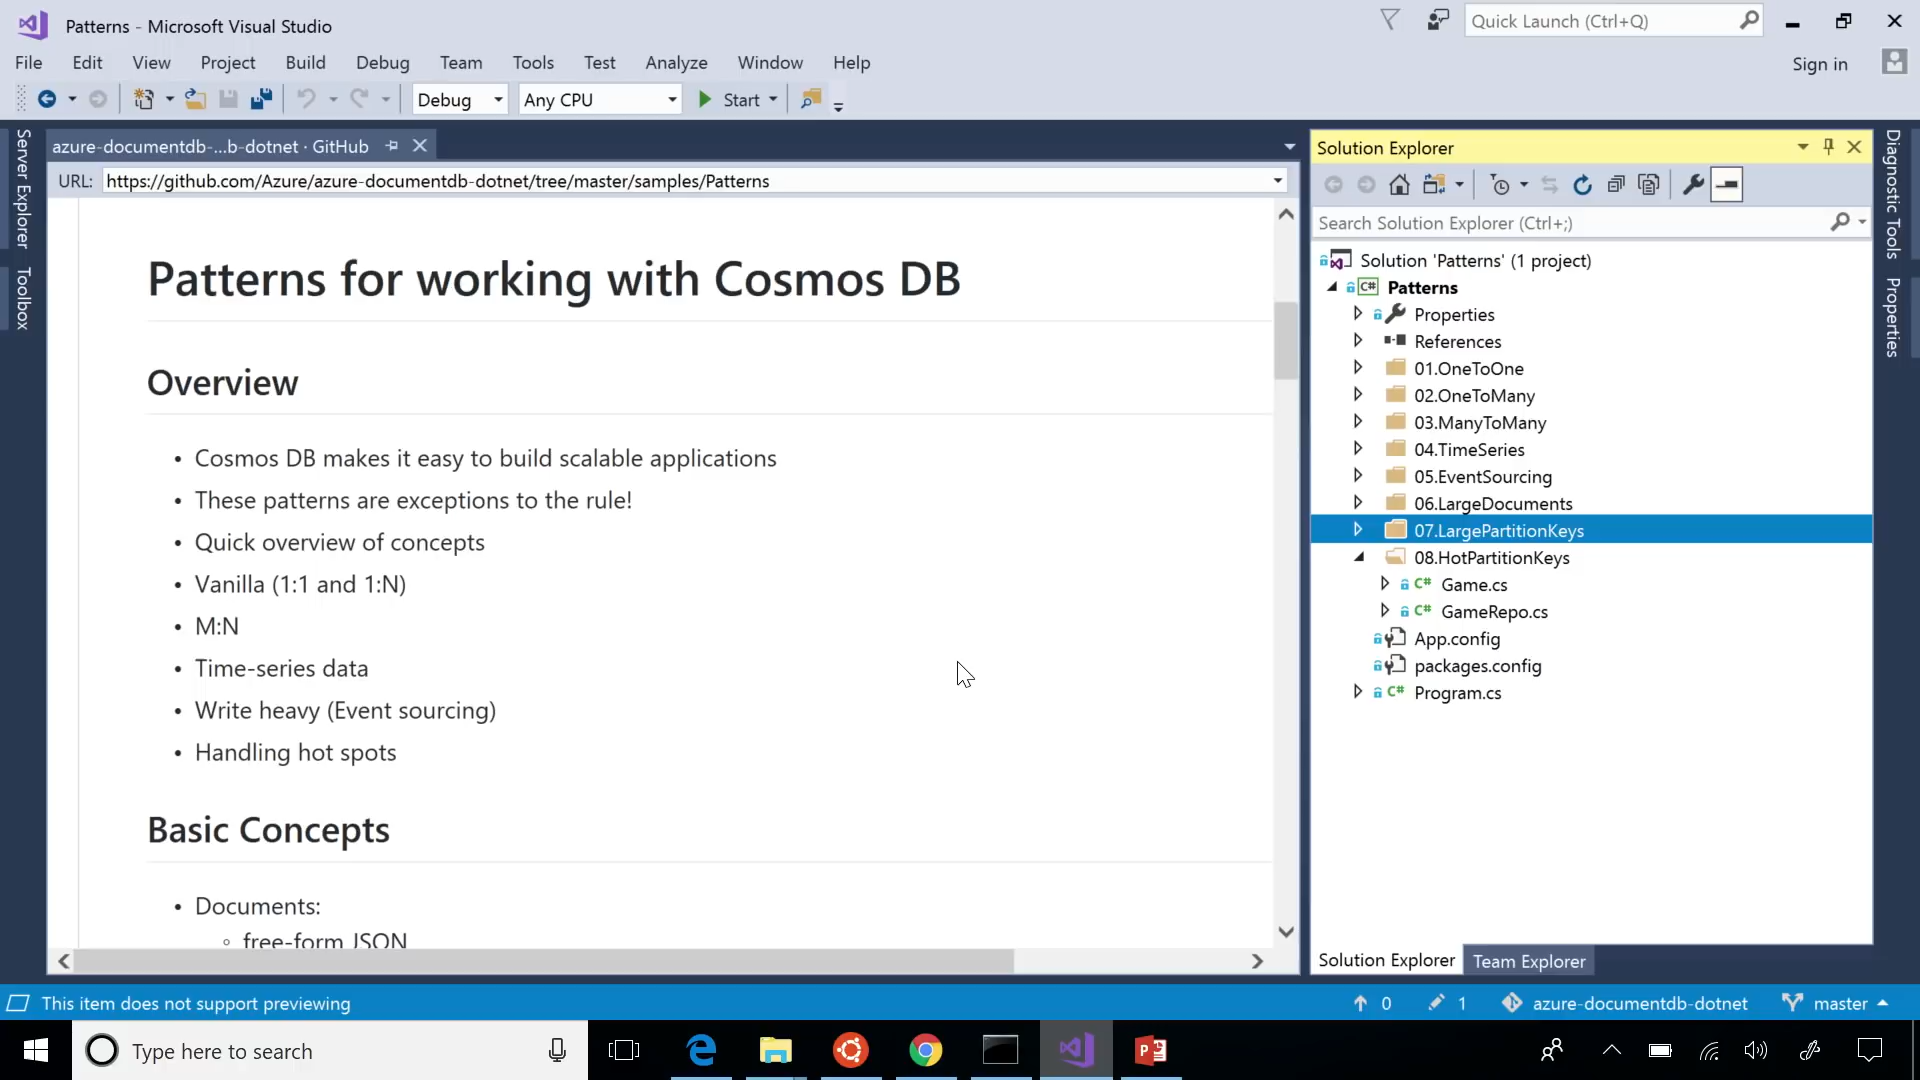 Patterns - Microsoft Visual Studio
Quick Launch (Ctrl+Q)
File Edit View Project Build Debug Team Tools Test Analyze Window Help
Sign in
Debug Any CPU Start
Server Explorer
Toolbox
azure-documentdb-...b-dotnet · GitHub
URL: https://github.com/Azure/azure-documentdb-dotnet/tree/master/samples/Patterns
Patterns for working with Cosmos DB
Overview
• Cosmos DB makes it easy to build scalable applications
• These patterns are exceptions to the rule!
• Quick overview of concepts
• Vanilla (1:1 and 1:N)
• M:N
• Time-series data
• Write heavy (Event sourcing)
• Handling hot spots
Basic Concepts
• Documents:
◦ free-form JSON
Solution Explorer
Search Solution Explorer (Ctrl+;)
Solution 'Patterns' (1 project)
C# Patterns
Properties
References
01.OneToOne
02.OneToMany
03.ManyToMany
04.TimeSeries
05.EventSourcing
06.LargeDocuments
07.LargePartitionKeys
08.HotPartitionKeys
C# Game.cs
C# GameRepo.cs
App.config
packages.config
C# Program.cs
Solution Explorer Team Explorer
Diagnostic Tools
Properties
This item does not support previewing
0 1 azure-documentdb-dotnet master
Type here to search